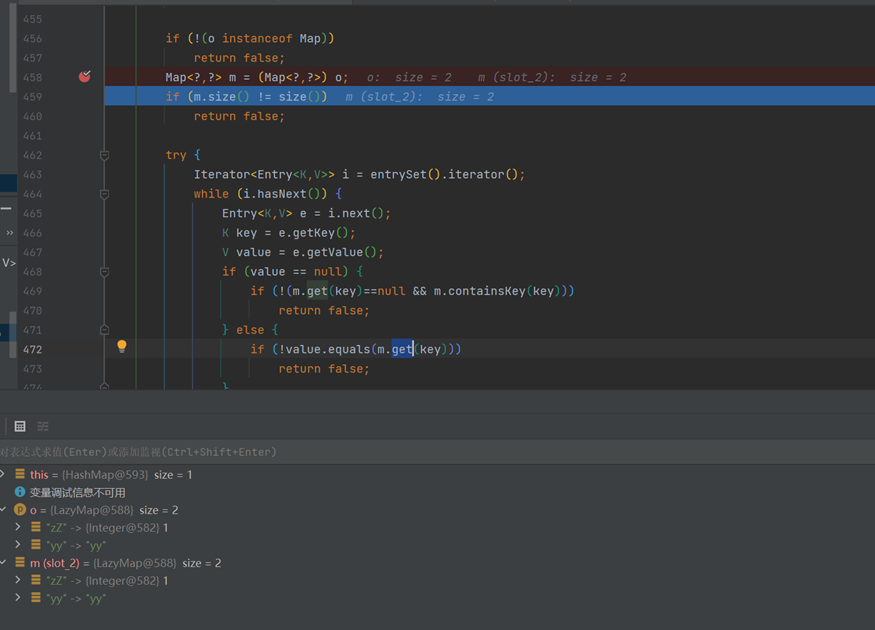 455
456 if (!(o instanceof Map))
457 return false;
458 Map<?,?> m = (Map<?,?>) o; o: size = 2 m (slot_2): size = 2
459 if (m.size() != size()) m (slot_2): size = 2
460 return false;
461
462 try {
463 Iterator<Entry<K,V>> i = entrySet().iterator();
464 while (i.hasNext()) {
465 Entry<K,V> e = i.next();
466 K key = e.getKey();
467 V value = e.getValue();
468 if (value == null) {
469 if (!(m.get(key)==null && m.containsKey(key)))
470 return false;
471 } else {
472 if (!value.equals(m.get(key)))
473 return false;
474 }
»
V>
对表达式求值(Enter)或添加监视(Ctrl+Shift+Enter)
this = {HashMap@593} size = 1
变量调试信息不可用
o = {LazyMap@588} size = 2
"zZ" -> {Integer@582} 1
"yy" -> "yy"
m (slot_2) = {LazyMap@588} size = 2
"zZ" -> {Integer@582} 1
"yy" -> "yy"